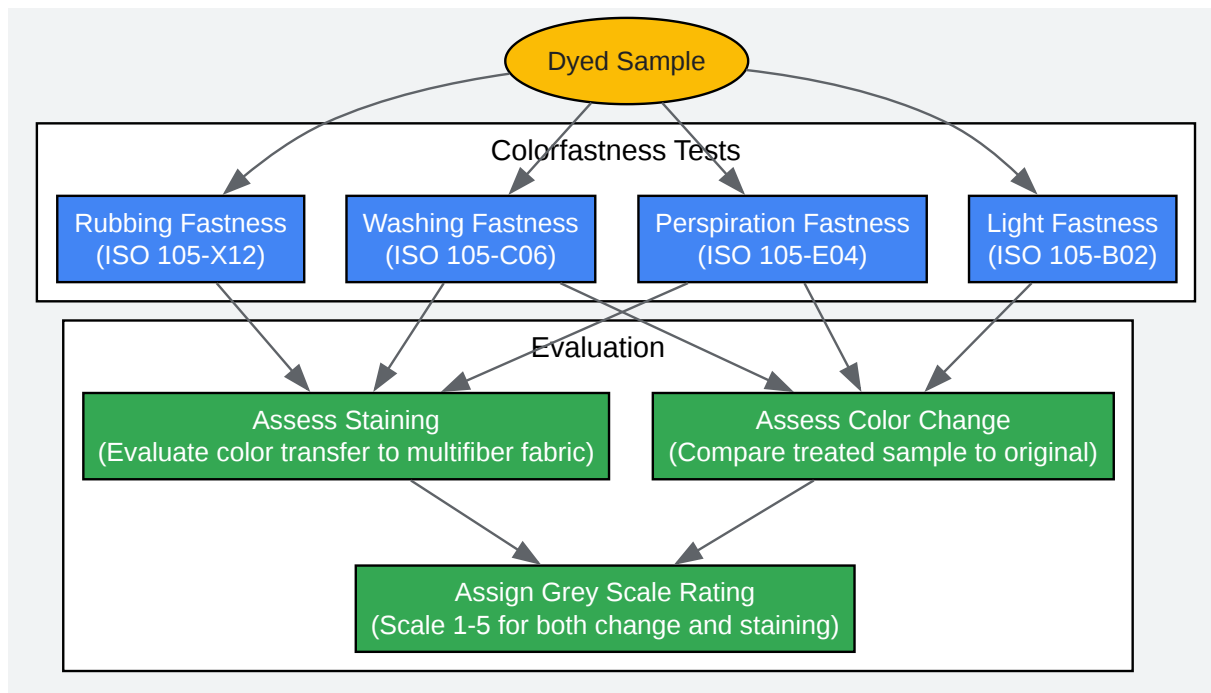 Dyed Sample
Colorfastness Tests
Rubbing Fastness
(ISO 105-X12)
Washing Fastness
(ISO 105-C06)
Perspiration Fastness
(ISO 105-E04)
Light Fastness
(ISO 105-B02)
Evaluation
Assess Staining
(Evaluate color transfer to multifiber fabric)
Assess Color Change
(Compare treated sample to original)
Assign Grey Scale Rating
(Scale 1-5 for both change and staining)